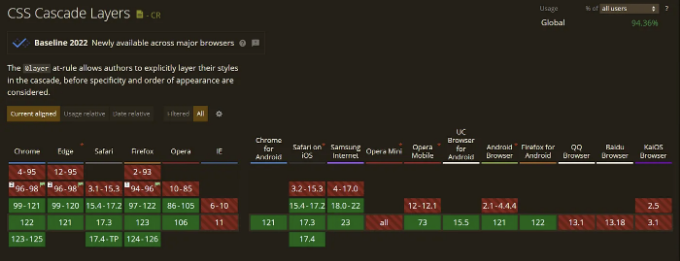 CSS Cascade Layers - CR
Usage % of all users ?
Global 94.36%
Baseline 2022 Newly available across major browsers
The @layer at-rule allows authors to explicitly layer their styles
in the cascade, before specificity and order of appearance are
considered.
Current aligned Usage relative Date relative Filtered All
Chrome Edge Safari Firefox Opera IE Chrome for Android Safari on iOS Samsung Internet Opera Mini Opera Mobile UC Browser for Android Android Browser Firefox for Android QQ Browser Baidu Browser KaiOS Browser
4-95 12-95 2-93
96-98 96-98 3.1-15.3 94-96 10-85 3.2-15.3 4-17.0
99-121 99-120 15.4-17.2 97-122 86-105 6-10 15.4-17.2 18.0-22 12-12.1 2.1-4.4.4 2.5
122 121 17.3 123 106 11 121 17.3 23 all 73 15.5 121 122 13.1 13.18 3.1
123-125 17.4-TP 124-126 17.4